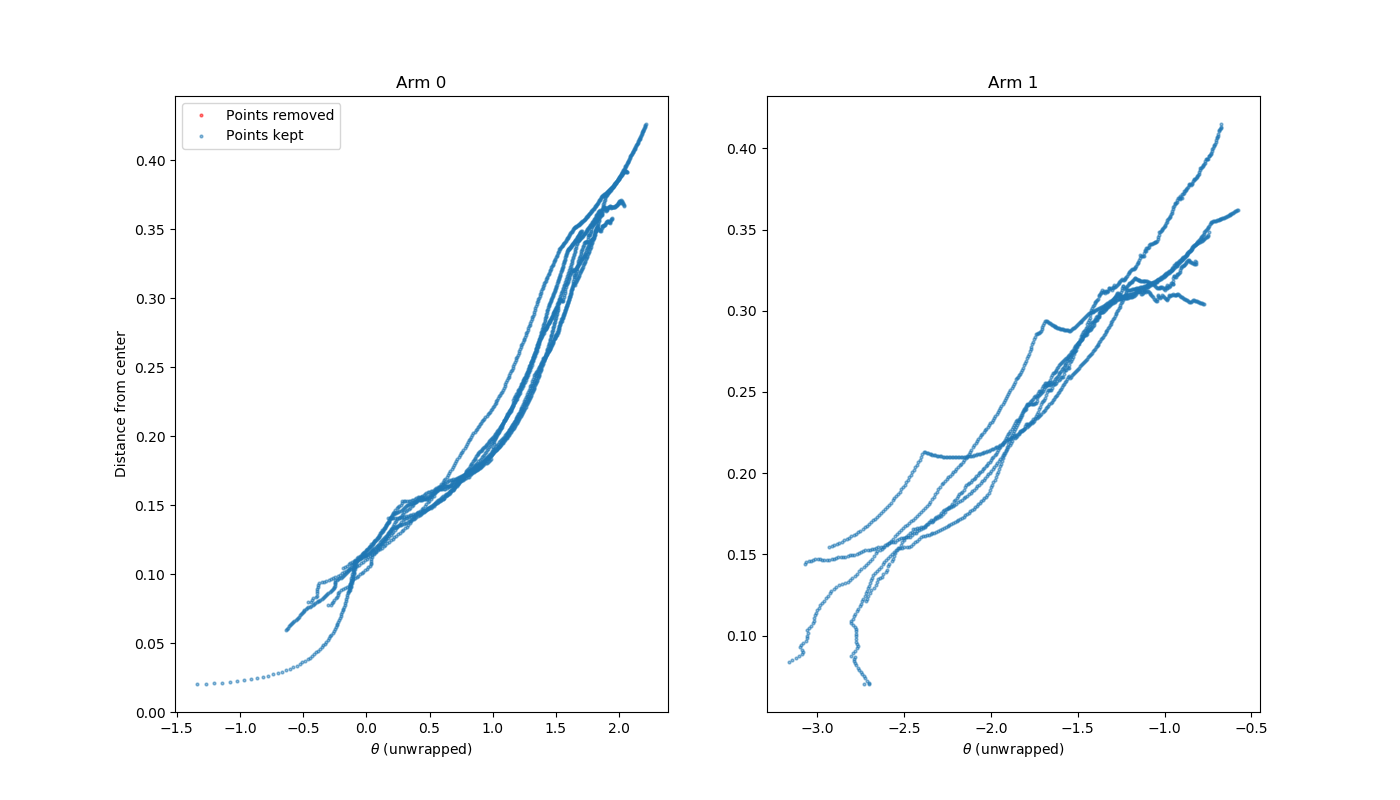 Arm 0
Points removed
Points kept
0.40
0.35
0.30
0.25
0.20
0.15
0.10
0.05
0.00
Distance from center
−1.5 −1.0 −0.5 0.0 0.5 1.0 1.5 2.0
θ (unwrapped)
Arm 1
0.40
0.35
0.30
0.25
0.20
0.15
0.10
−3.0 −2.5 −2.0 −1.5 −1.0 −0.5
θ (unwrapped)